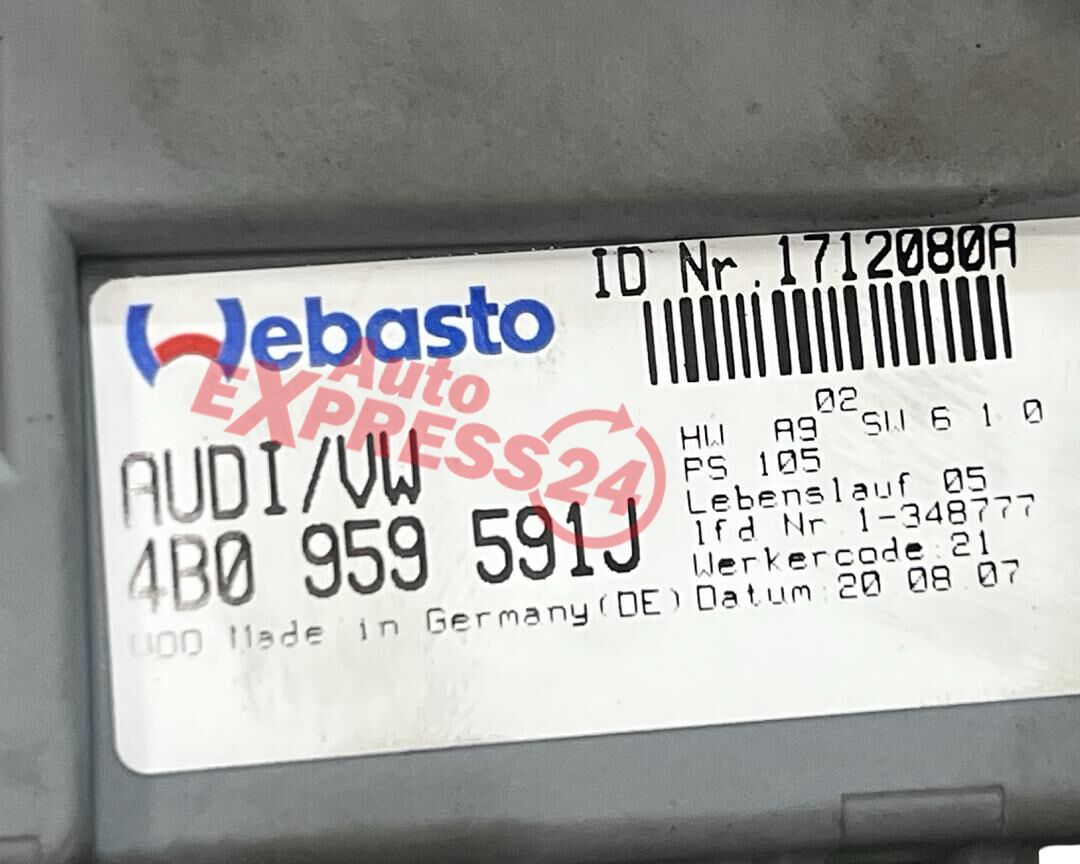 ID Nr. 1712080A
Webasto
HW A9 02 SW 6 1 0
PS 105
Lebenslauf 05
lfd Nr 1-348777
Werkercode: 21
Datum: 20 08 07
AUDI/VW
4B0 959 591J
Made in Germany(DE)
Auto
EXPRESS24